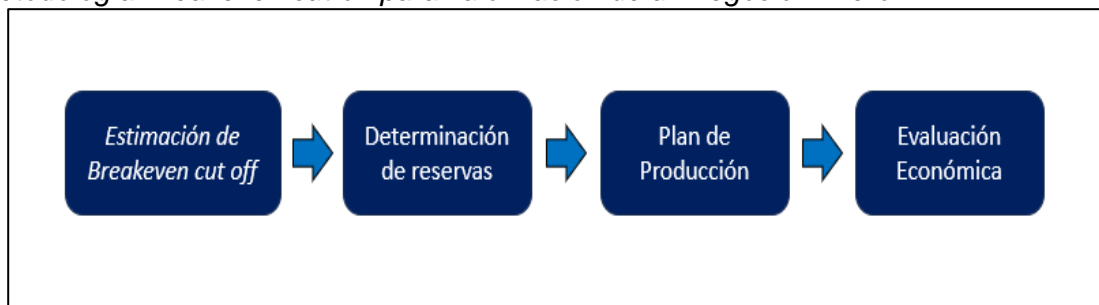 Estimación de
Breakeven cut off
Determinación
de reservas
Plan de
Producción
Evaluación
Económica